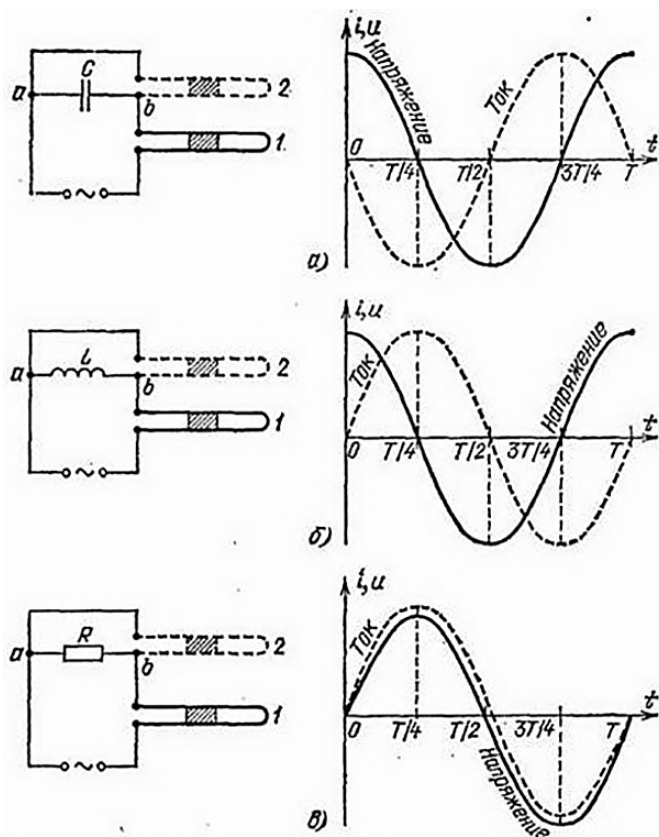 C
a
b
2
1
i,u
Напряжение
Ток
0
T/4
T/2
3T/4
T
t
а)
L
a
b
2
1
i,u
Ток
Напряжение
0
T/4
T/2
3T/4
T
t
б)
R
a
b
2
1
i,u
Ток
Напряжение
0
T/4
T/2
3T/4
T
t
в)